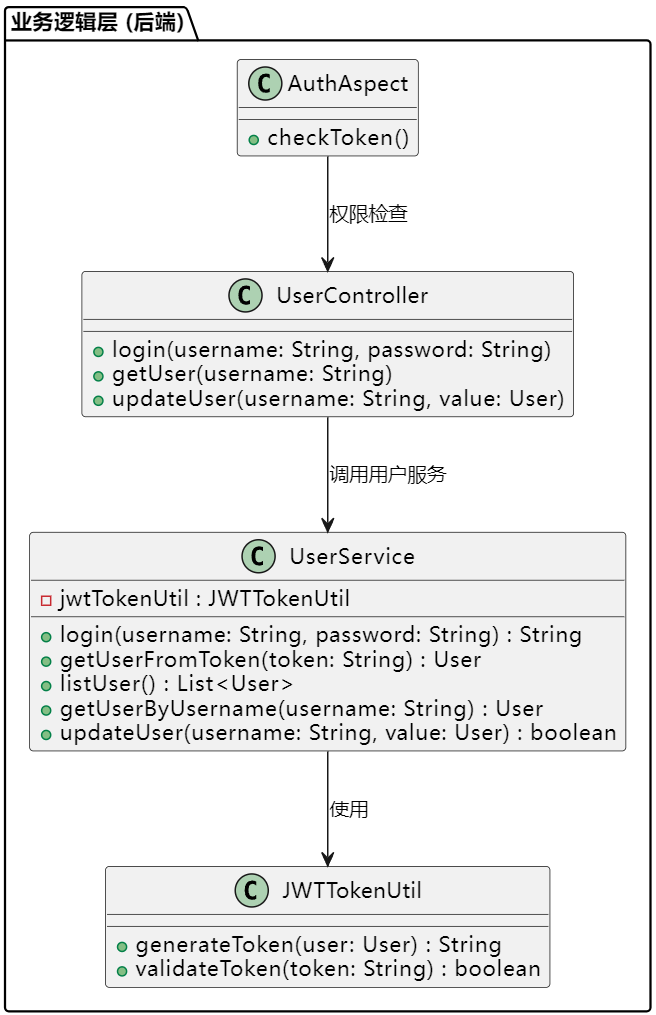 业务逻辑层 (后端)
C AuthAspect
checkToken()
权限检查
C UserController
login(username: String, password: String)
getUser(username: String)
updateUser(username: String, value: User)
调用用户服务
C UserService
jwtTokenUtil : JWTTokenUtil
login(username: String, password: String) : String
getUserFromToken(token: String) : User
listUser() : List<User>
getUserByUsername(username: String) : User
updateUser(username: String, value: User) : boolean
使用
C JWTTokenUtil
generateToken(user: User) : String
validateToken(token: String) : boolean